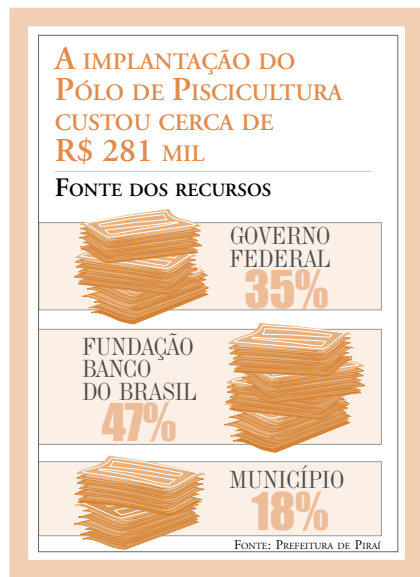 A IMPLANTAÇÃO DO
PÓLO DE PISCICULTURA
CUSTOU CERCA DE
R$ 281 MIL
FONTE DOS RECURSOS
GOVERNO
FEDERAL
35%
FUNDAÇÃO
BANCO
DO BRASIL
47%
MUNICÍPIO
18%
FONTE: PREFEITURA DE PIRAÍ